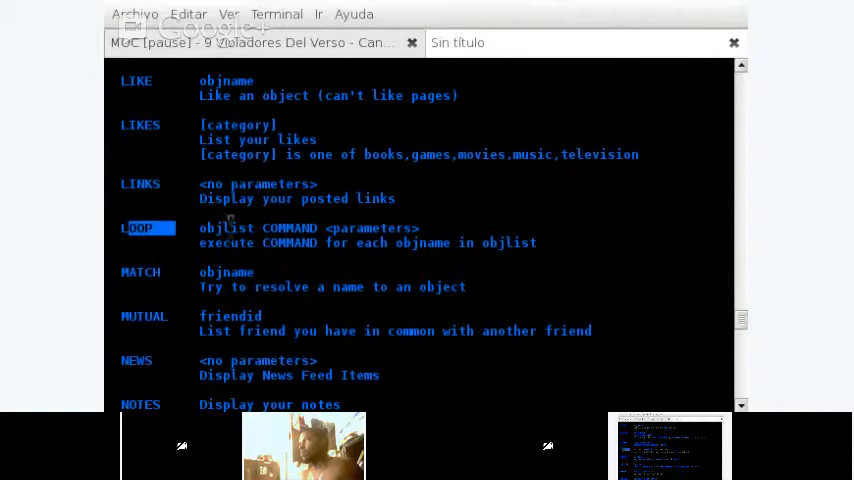 Archivo Editar Ver Terminal Ir Ayuda
Google+
MOC [pause] - 9 Violadores Del Verso - Can... Sin título
LIKE objname
Like an object (can't like pages)
LIKES [category]
List your likes
[category] is one of books,games,movies,music,television
LINKS <no parameters>
Display your posted links
LOOP objlist COMMAND <parameters>
execute COMMAND for each objname in objlist
MATCH objname
Try to resolve a name to an object
MUTUAL friendid
List friend you have in common with another friend
NEWS <no parameters>
Display News Feed Items
NOTES Display your notes